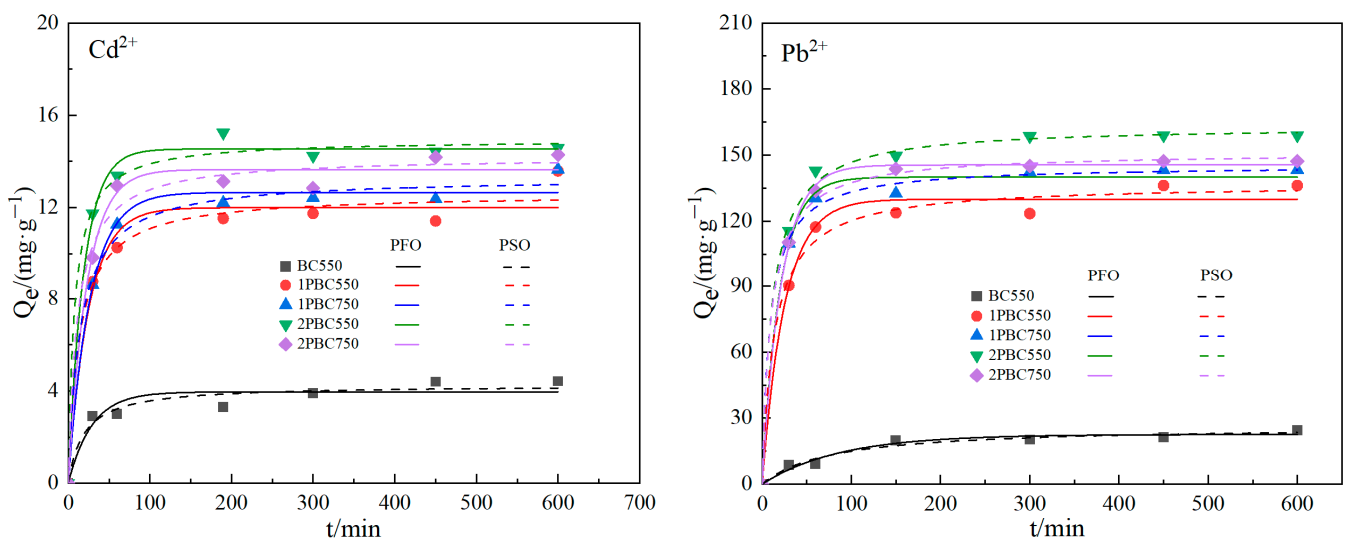 Cd²⁺
Qe/(mg·g⁻¹)
20
16
12
8
4
0
0 100 200 300 400 500 600 700
t/min
PFO PSO
BC550
1PBC550
1PBC750
2PBC550
2PBC750
Pb²⁺
Qe/(mg·g⁻¹)
210
180
150
120
90
60
30
0
0 100 200 300 400 500 600
t/min
PFO PSO
BC550
1PBC550
1PBC750
2PBC550
2PBC750